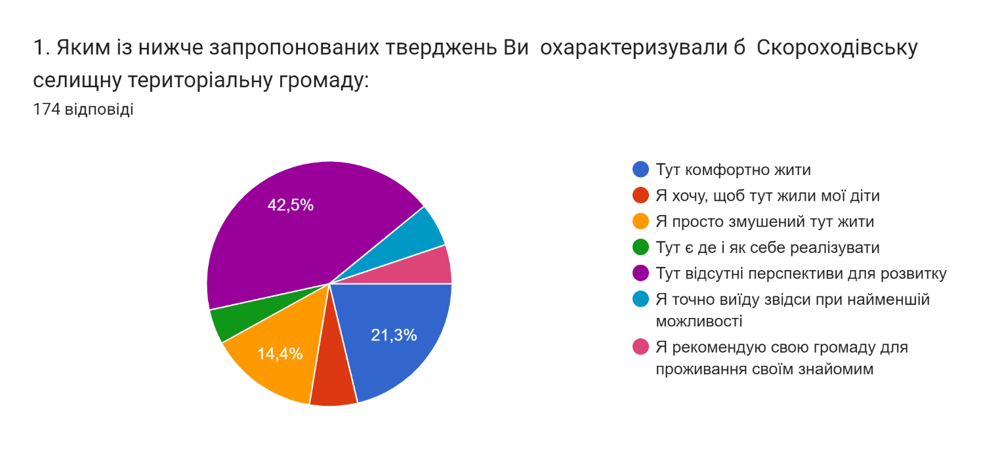 1. Яким із нижче запропонованих тверджень Ви  охарактеризували б  Скороходівську
селищну територіальну громаду:
174 відповіді
42,5%
21,3%
14,4%
Тут комфортно жити
Я хочу, щоб тут жили мої діти
Я просто змушений тут жити
Тут є де і як себе реалізувати
Тут відсутні перспективи для розвитку
Я точно виїду звідси при найменшій
можливості
Я рекомендую свою громаду для
проживання своїм знайомим